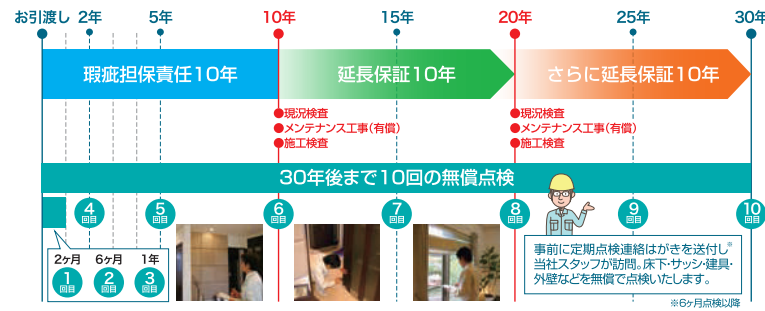 お引渡し 2年 5年 10年 15年 20年 25年 30年
瑕疵担保責任10年 延長保証10年 さらに延長保証10年
●現況検査
●メンテナンス工事(有償)
●施工検査
●現況検査
●メンテナンス工事(有償)
●施工検査
30年後まで10回の無償点検
4回目 5回目 6回目 7回目 8回目 9回目 10回目
2ヶ月 6ヶ月 1年
1回目 2回目 3回目
事前に定期点検連絡はがきを送付し※
当社スタッフが訪問。床下・サッシ・建具・
外壁などを無償で点検いたします。
※6ヶ月点検以降